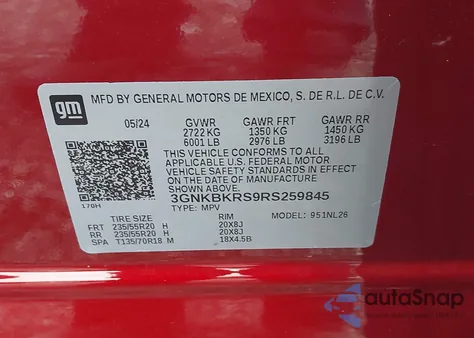 gm
MFD BY GENERAL MOTORS DE MEXICO, S. DE R.L. DE C.V.
05/24 GVWR GAWR FRT GAWR RR
2722 KG 1350 KG 1450 KG
6001 LB 2976 LB 3196 LB
THIS VEHICLE CONFORMS TO ALL
APPLICABLE U.S. FEDERAL MOTOR
VEHICLE SAFETY STANDARDS IN EFFECT
ON THE DATE OF MANUFACTURE
SHOWN ABOVE.
3GNKBKRS9RS259845
170H TYPE: MPV MODEL: 951NL26
TIRE SIZE RIM
FRT 235/55R20 H 20X8J
RR 235/55R20 H 20X8J
SPA T135/70R18 M 18X4.5B
autoSnap